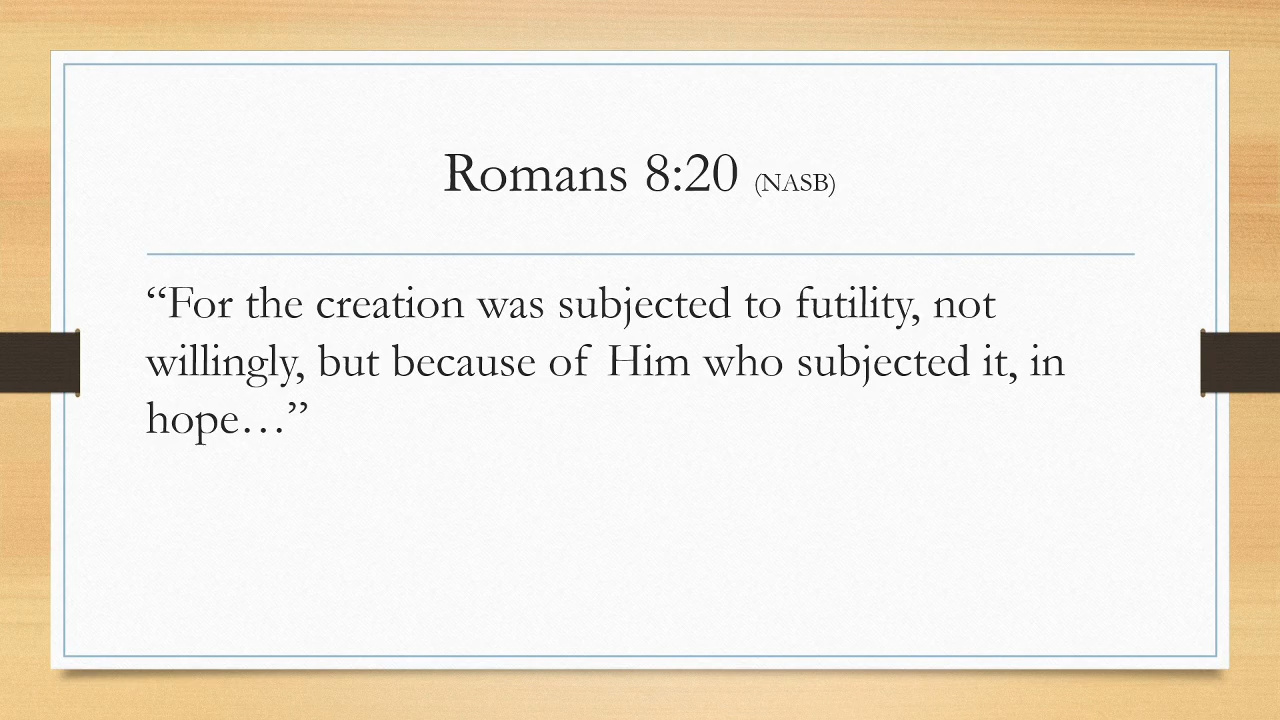 Romans 8:20 (NASB)
“For the creation was subjected to futility, not
willingly, but because of Him who subjected it, in
hope…”